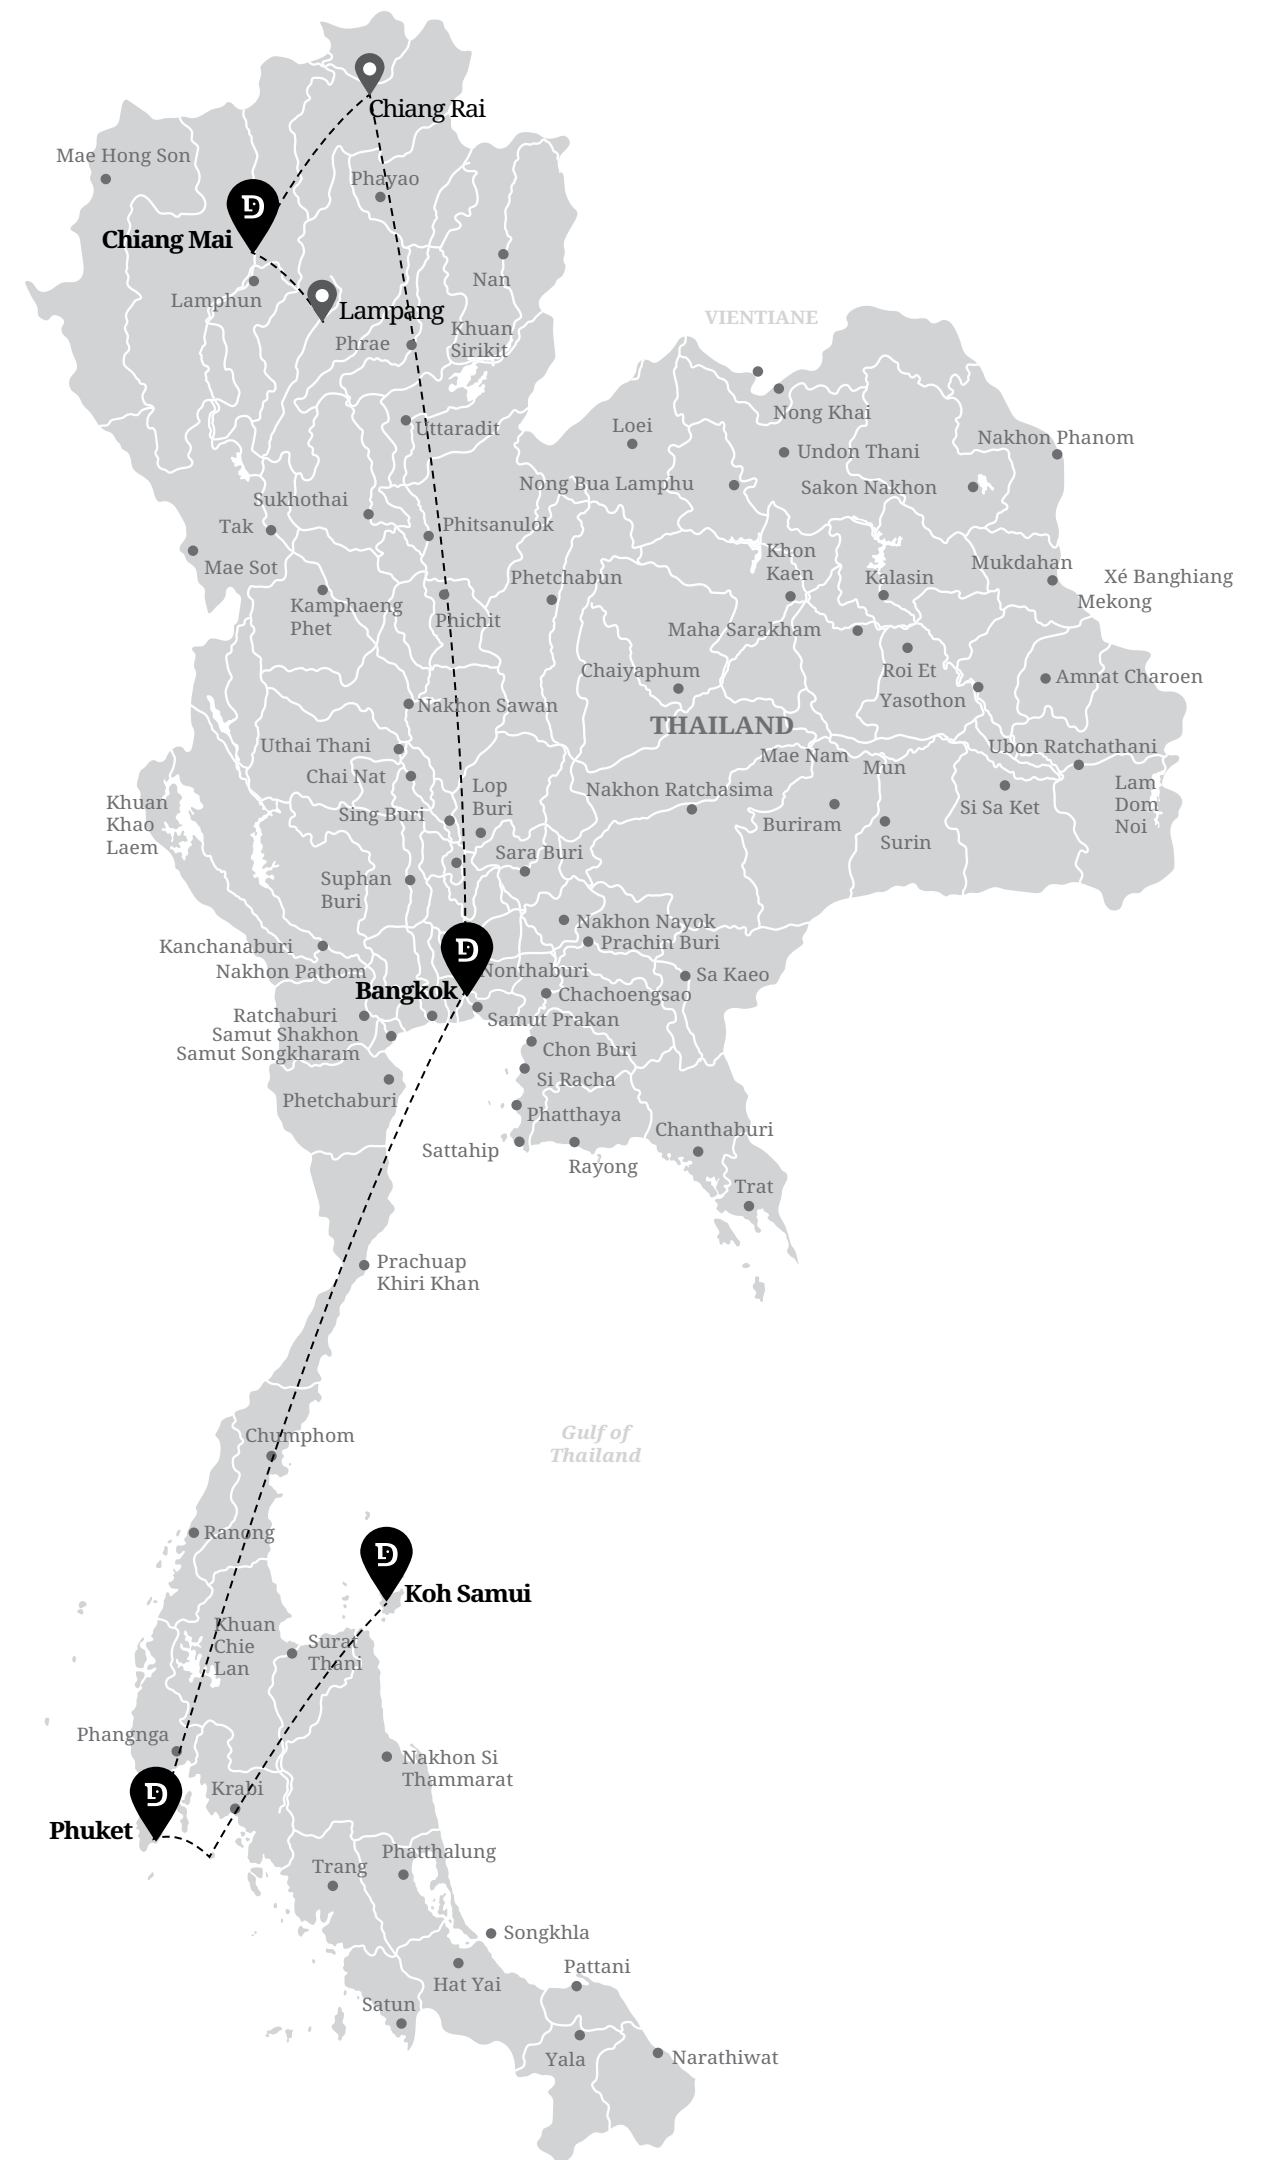 Chiang Rai
Mae Hong Son
Phayao
Chiang Mai
Nan
Lamphun
Lampang
VIENTIANE
Khuan
Sirikit
Phrae
Nong Khai
Loei
Uttaradit
Nakhon Phanom
Undon Thani
Nong Bua Lamphu
Sakon Nakhon
Sukhothai
Tak
Phitsanulok
Mae Sot
Khon
Kaen
Mukdahan
Xé Banghiang
Phetchabun
Kalasin
Mekong
Kamphaeng
Phet
Phichit
Maha Sarakham
Chaiyaphum
Roi Et
Amnat Charoen
Yasothon
Nakhon Sawan
THAILAND
Uthai Thani
Mae Nam
Mun
Ubon Ratchathani
Chai Nat
Lop
Buri
Nakhon Ratchasima
Lam
Dom
Noi
Khuan
Khao
Laem
Sing Buri
Buriram
Si Sa Ket
Surin
Sara Buri
Suphan
Buri
Nakhon Nayok
Prachin Buri
Kanchanaburi
Nakhon Pathom
Nonthaburi
Sa Kaeo
Bangkok
Chachoengsao
Ratchaburi
Samut Prakan
Samut Shakhon
Samut Songkharam
Chon Buri
Si Racha
Phetchaburi
Phatthaya
Chanthaburi
Sattahip
Rayong
Trat
Prachuap
Khiri Khan
Gulf of
Thailand
Chumphom
Ranong
Koh Samui
Khuan
Chie
Lan
Surat
Thani
Phangnga
Nakhon Si
Thammarat
Krabi
Phuket
Phatthalung
Trang
Songkhla
Pattani
Hat Yai
Satun
Yala
Narathiwat